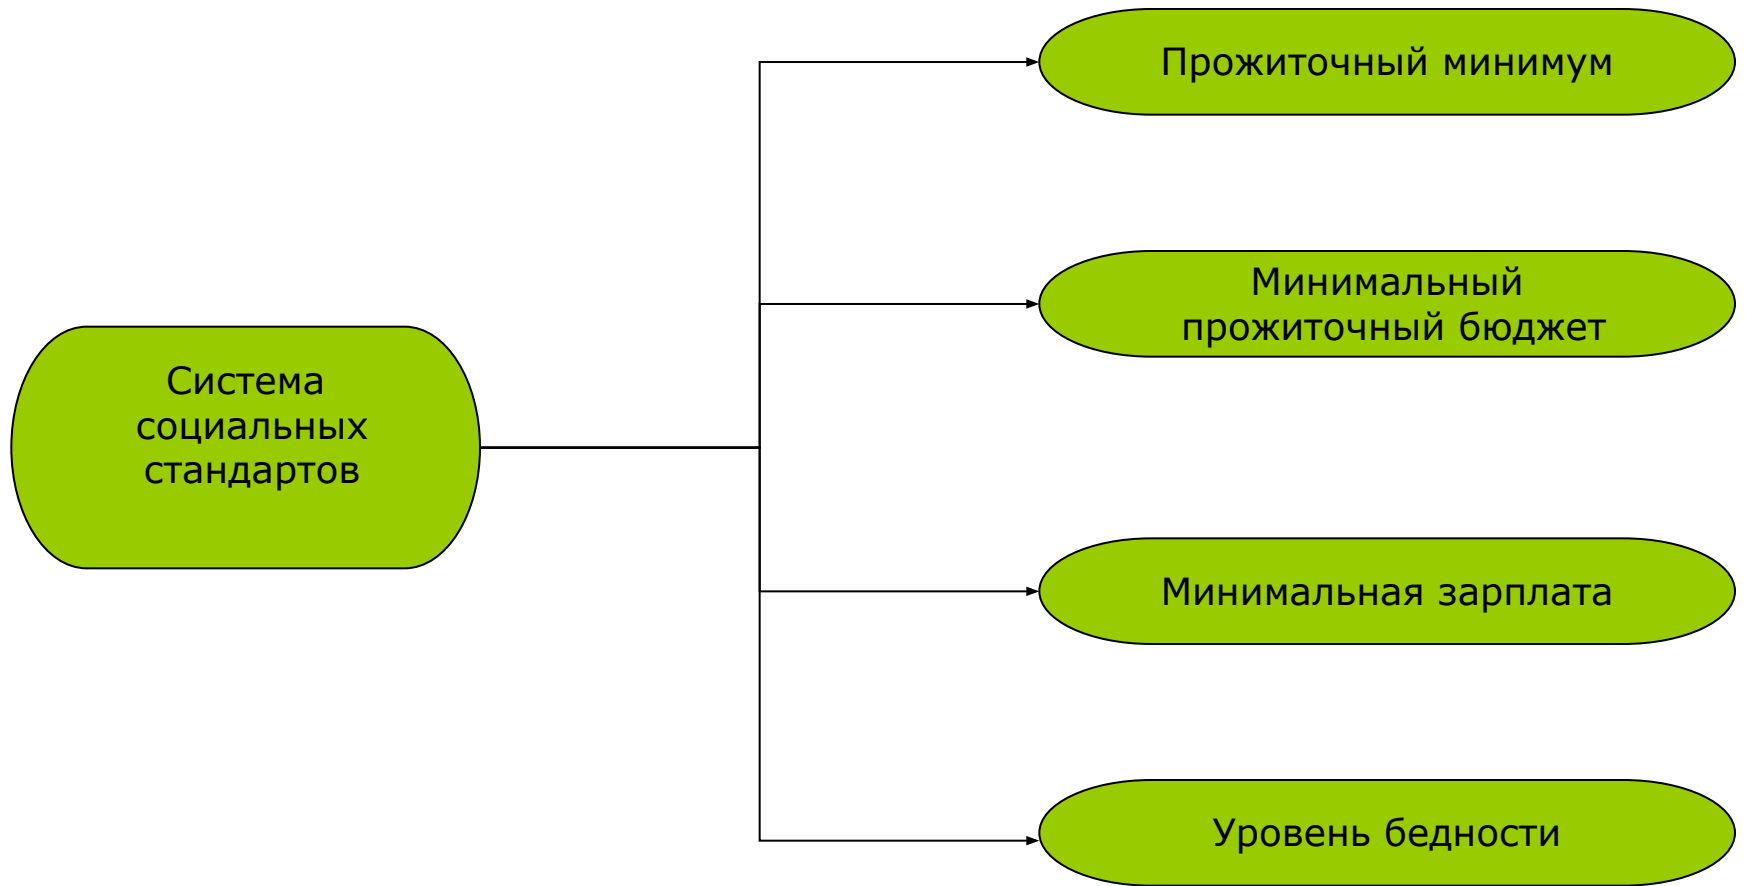 Система
социальных
стандартов
Прожиточный минимум
Минимальный
прожиточный бюджет
Минимальная зарплата
Уровень бедности